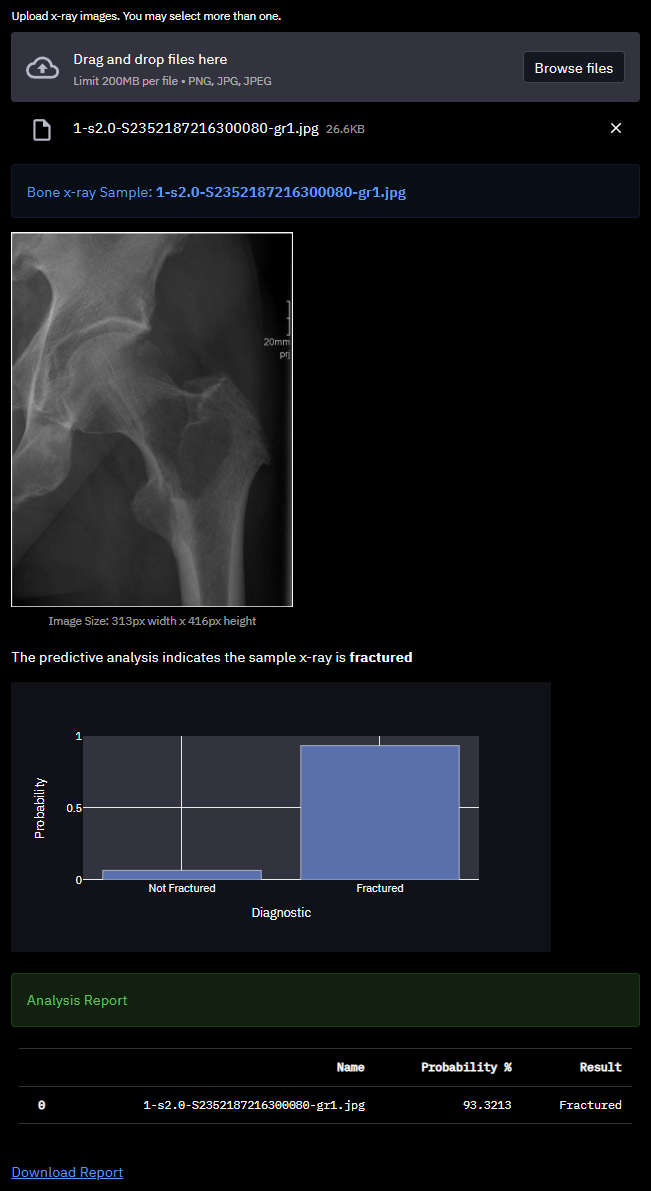 Upload x-ray images. You may select more than one.
Drag and drop files here
Limit 200MB per file • PNG, JPG, JPEG
Browse files
1-s2.0-S2352187216300080-gr1.jpg 26.6KB
Bone x-ray Sample: 1-s2.0-S2352187216300080-gr1.jpg
20mm
prj
Image Size: 313px width x 416px height
The predictive analysis indicates the sample x-ray is fractured
1
0.5
0
Probability
Not Fractured Fractured
Diagnostic
Analysis Report
Name Probability % Result
0 1-s2.0-S2352187216300080-gr1.jpg 93.3213 Fractured
Download Report